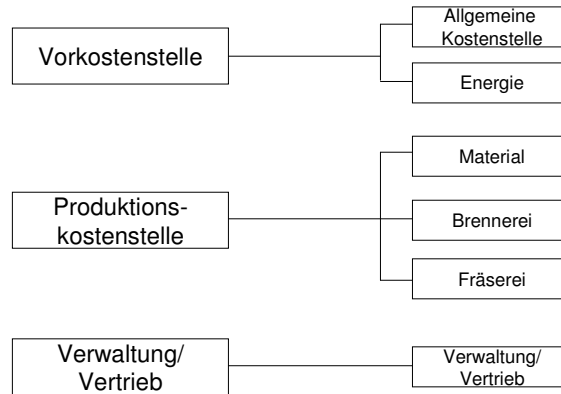 Vorkostenstelle
Allgemeine
Kostenstelle
Energie
Produktions-
kostenstelle
Material
Brennerei
Fräserei
Verwaltung/
Vertrieb
Verwaltung/
Vertrieb